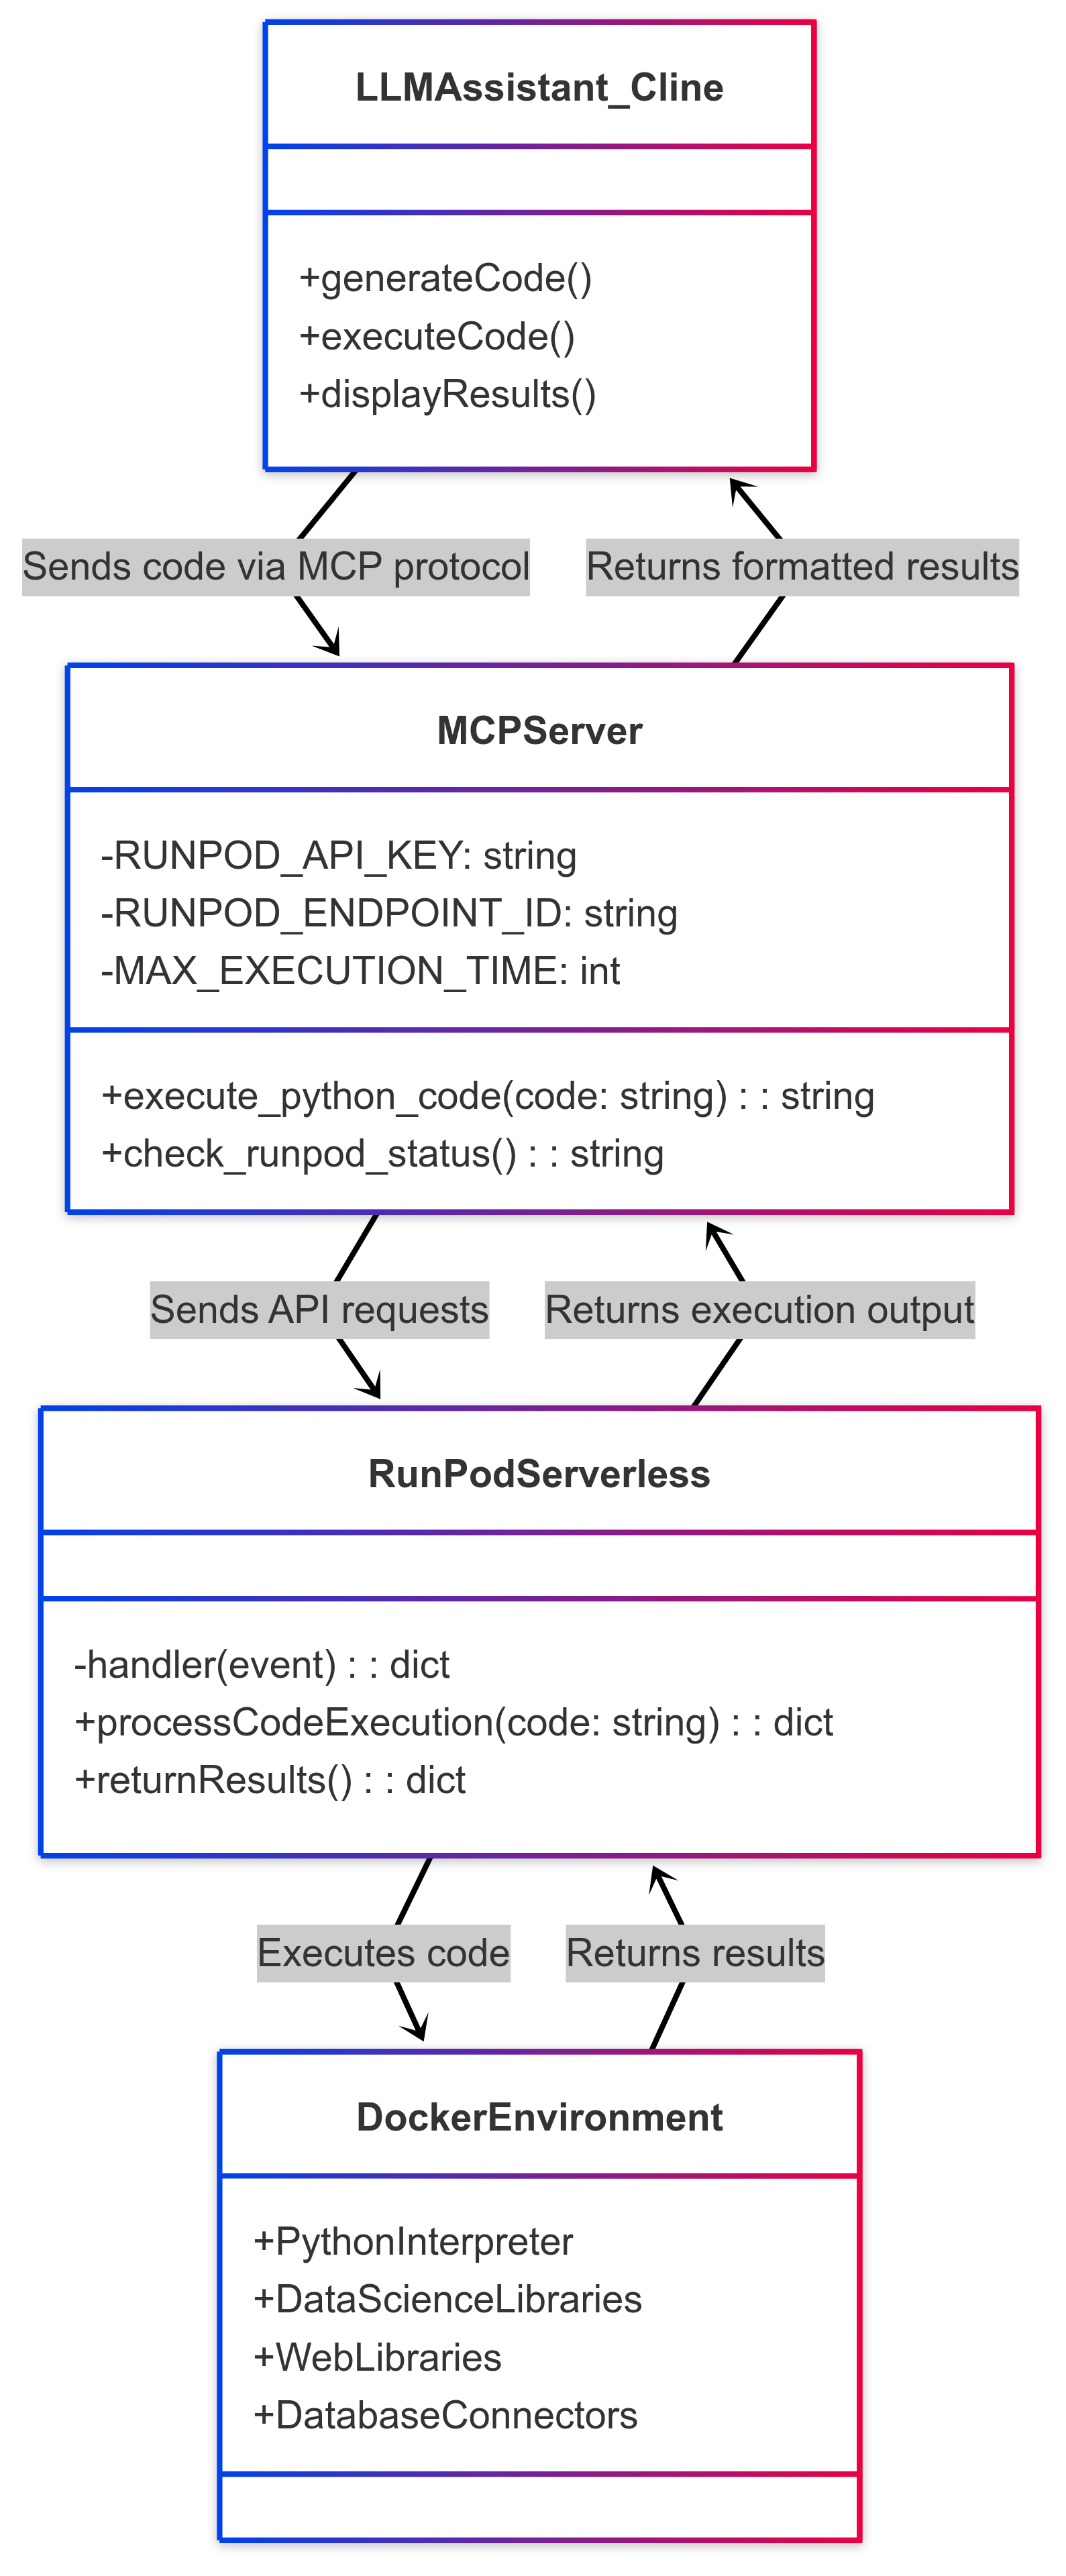 LLMAssistant_Cline
+generateCode()
+executeCode()
+displayResults()
Sends code via MCP protocol
Returns formatted results
MCPServer
-RUNPOD_API_KEY: string
-RUNPOD_ENDPOINT_ID: string
-MAX_EXECUTION_TIME: int
+execute_python_code(code: string) : : string
+check_runpod_status() : : string
Sends API requests
Returns execution output
RunPodServerless
-handler(event) : : dict
+processCodeExecution(code: string) : : dict
+returnResults() : : dict
Executes code
Returns results
DockerEnvironment
+PythonInterpreter
+DataScienceLibraries
+WebLibraries
+DatabaseConnectors